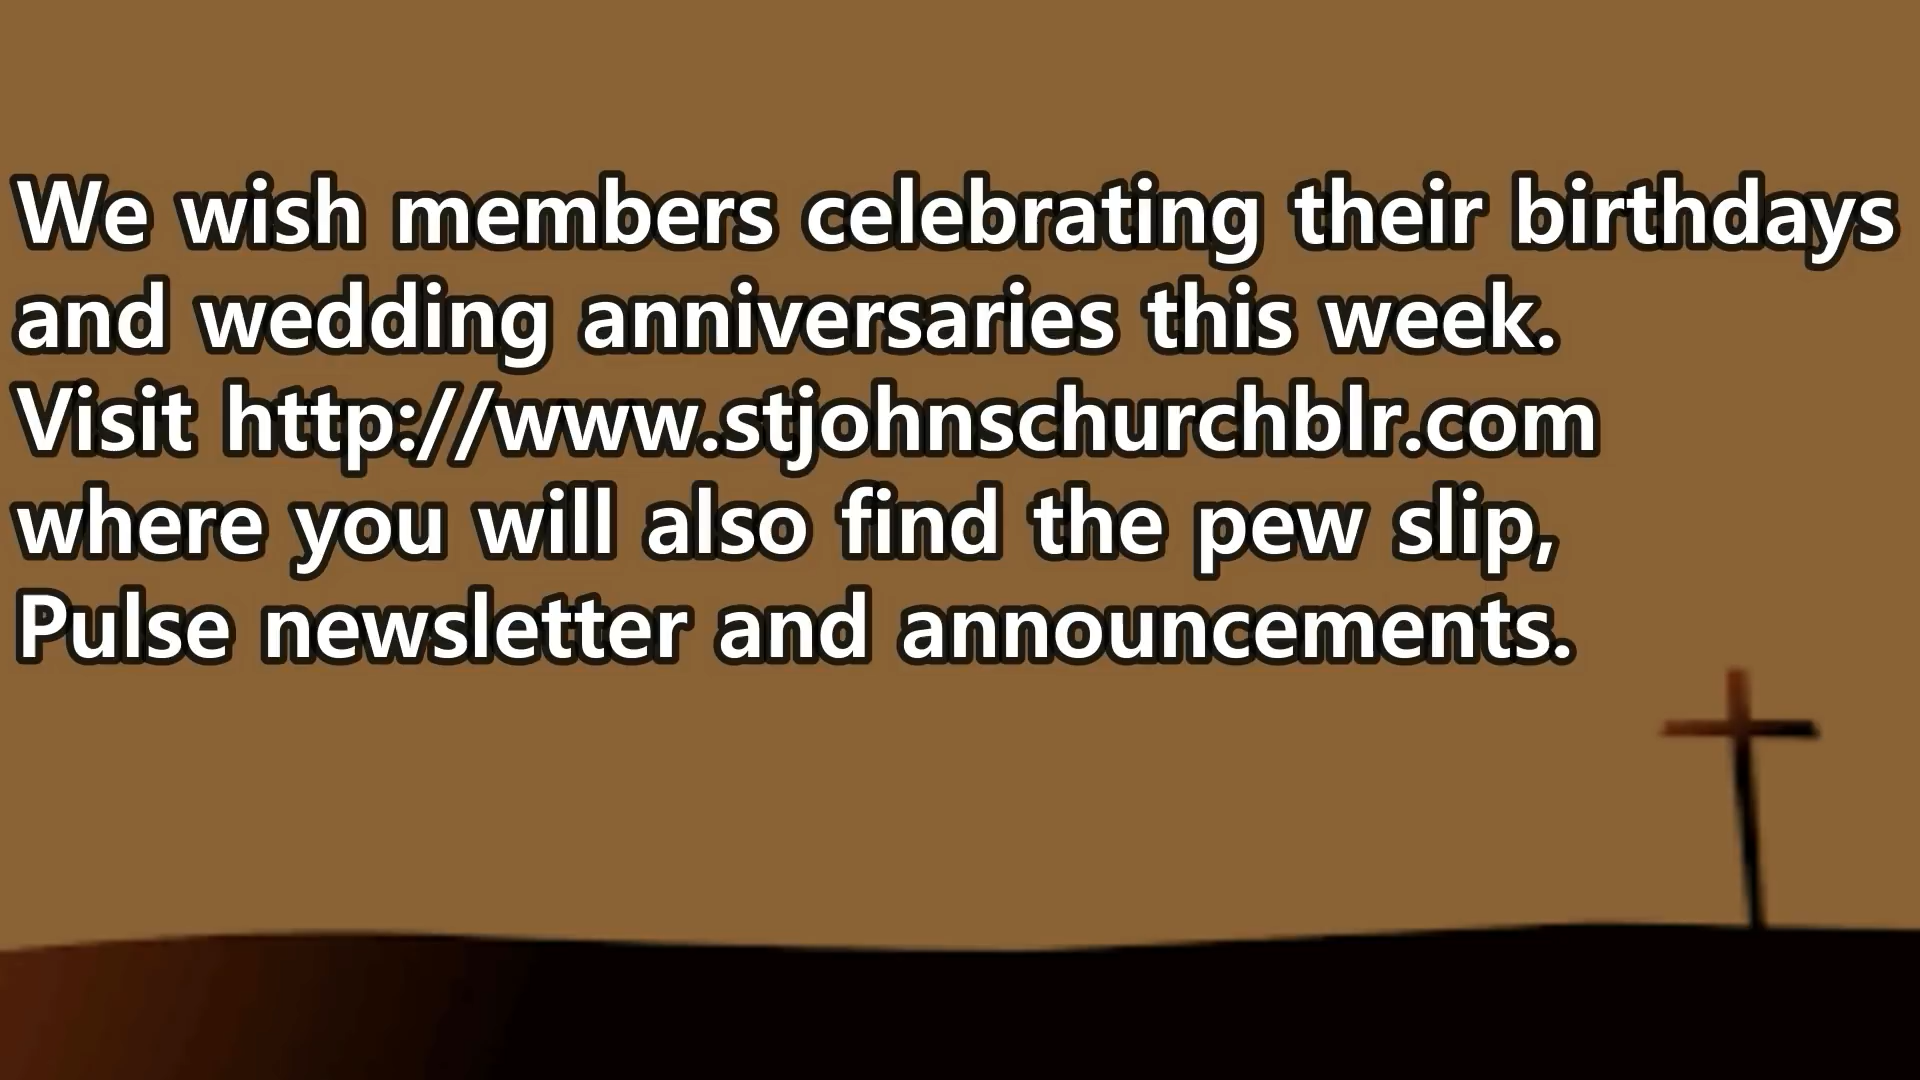 We wish members celebrating their birthdays
and wedding anniversaries this week.
Visit http://www.stjohnschurchblr.com
where you will also find the pew slip,
Pulse newsletter and announcements.